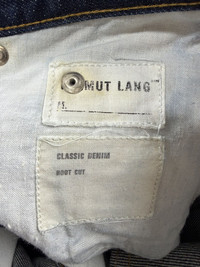 MUT LANG™
CLASSIC DENIM
BOOT CUT